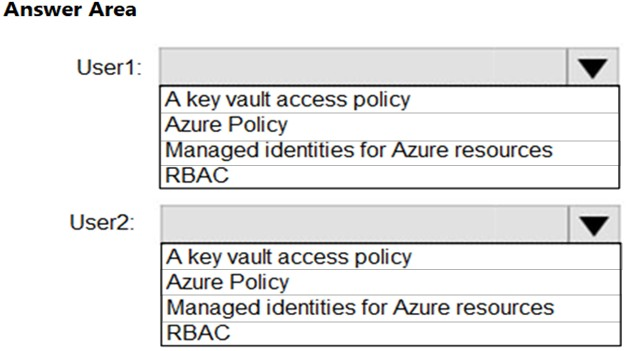 Answer Area
User1:
A key vault access policy
Azure Policy
Managed identities for Azure resources
RBAC
User2:
A key vault access policy
Azure Policy
Managed identities for Azure resources
RBAC